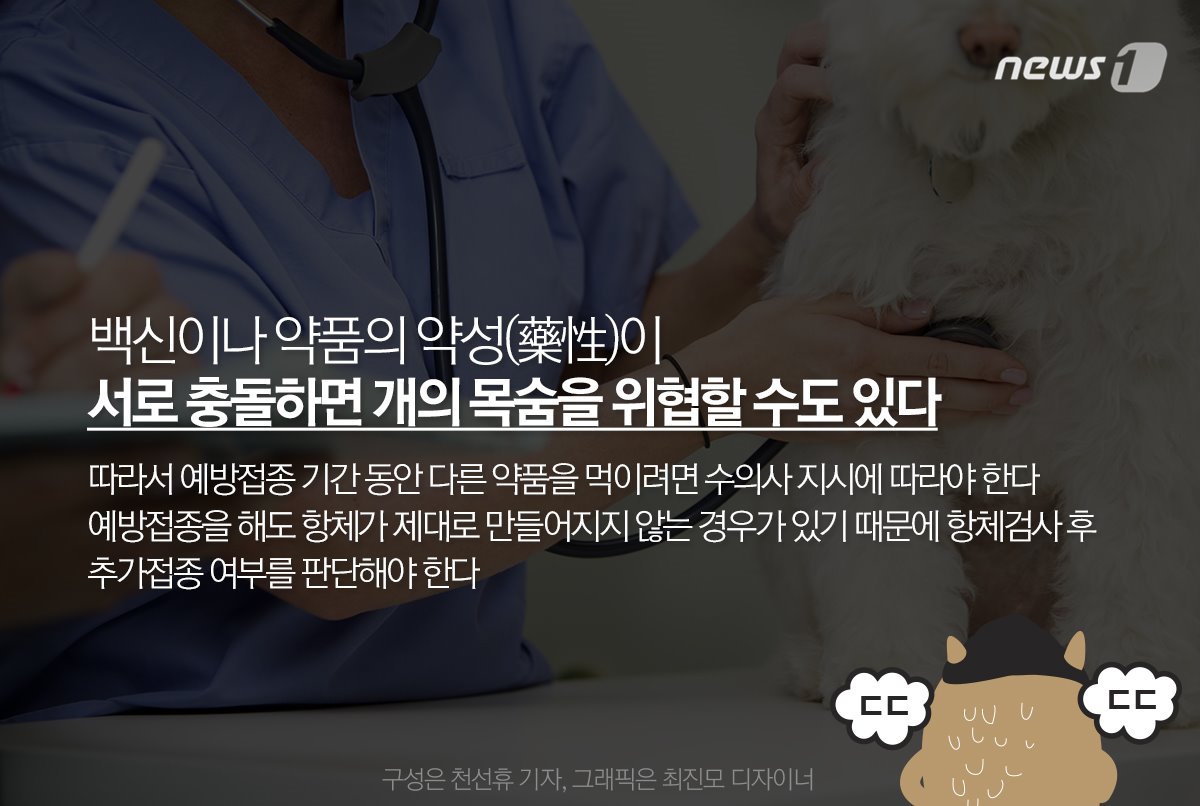 news1
백신이나 약품의 약성(藥性)이
서로 충돌하면 개의 목숨을 위협할 수도 있다
따라서 예방접종 기간 동안 다른 약품을 먹이려면 수의사 지시에 따라야 한다
예방접종을 해도 항체가 제대로 만들어지지 않는 경우가 있기 때문에 항체검사 후
추가접종 여부를 판단해야 한다
ㄷㄷ
ㄷㄷ
구성은 천선휴 기자, 그래픽은 최진모 디자이너